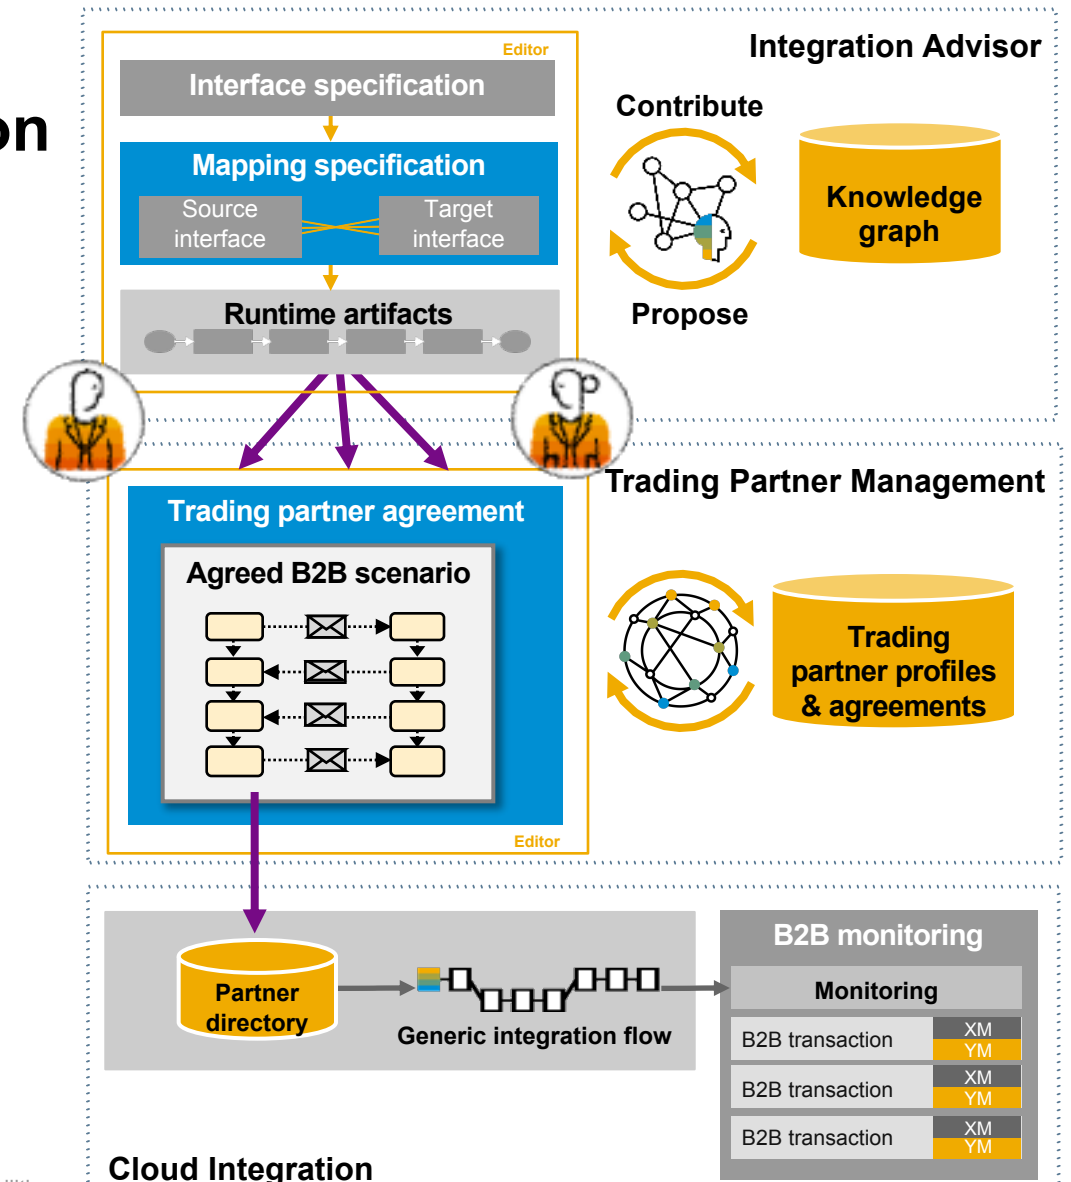 on
Editor
Integration Advisor
Interface specification
Mapping specification
Source
interface
Target
interface
Runtime artifacts
Contribute
Propose
Knowledge
graph
Trading Partner Management
Trading partner agreement
Agreed B2B scenario
Editor
Trading
partner profiles
& agreements
Partner
directory
Generic integration flow
B2B monitoring
Monitoring
B2B transaction
XM
YM
B2B transaction
XM
YM
B2B transaction
XM
YM
Cloud Integration